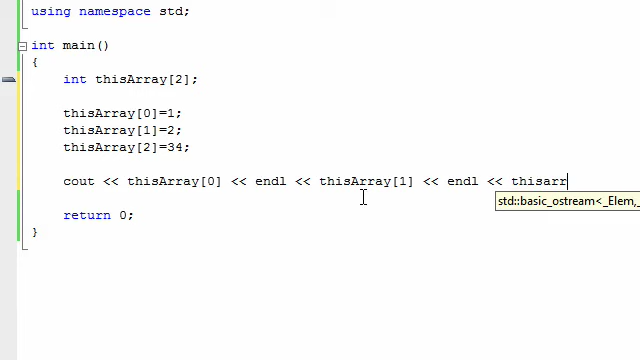 using namespace std;
int main()
{
int thisArray[2];
thisArray[0]=1;
thisArray[1]=2;
thisArray[2]=34;
cout << thisArray[0] << endl << thisArray[1] << endl << thisarr
std::basic_ostream<_Elem,_
return 0;
}